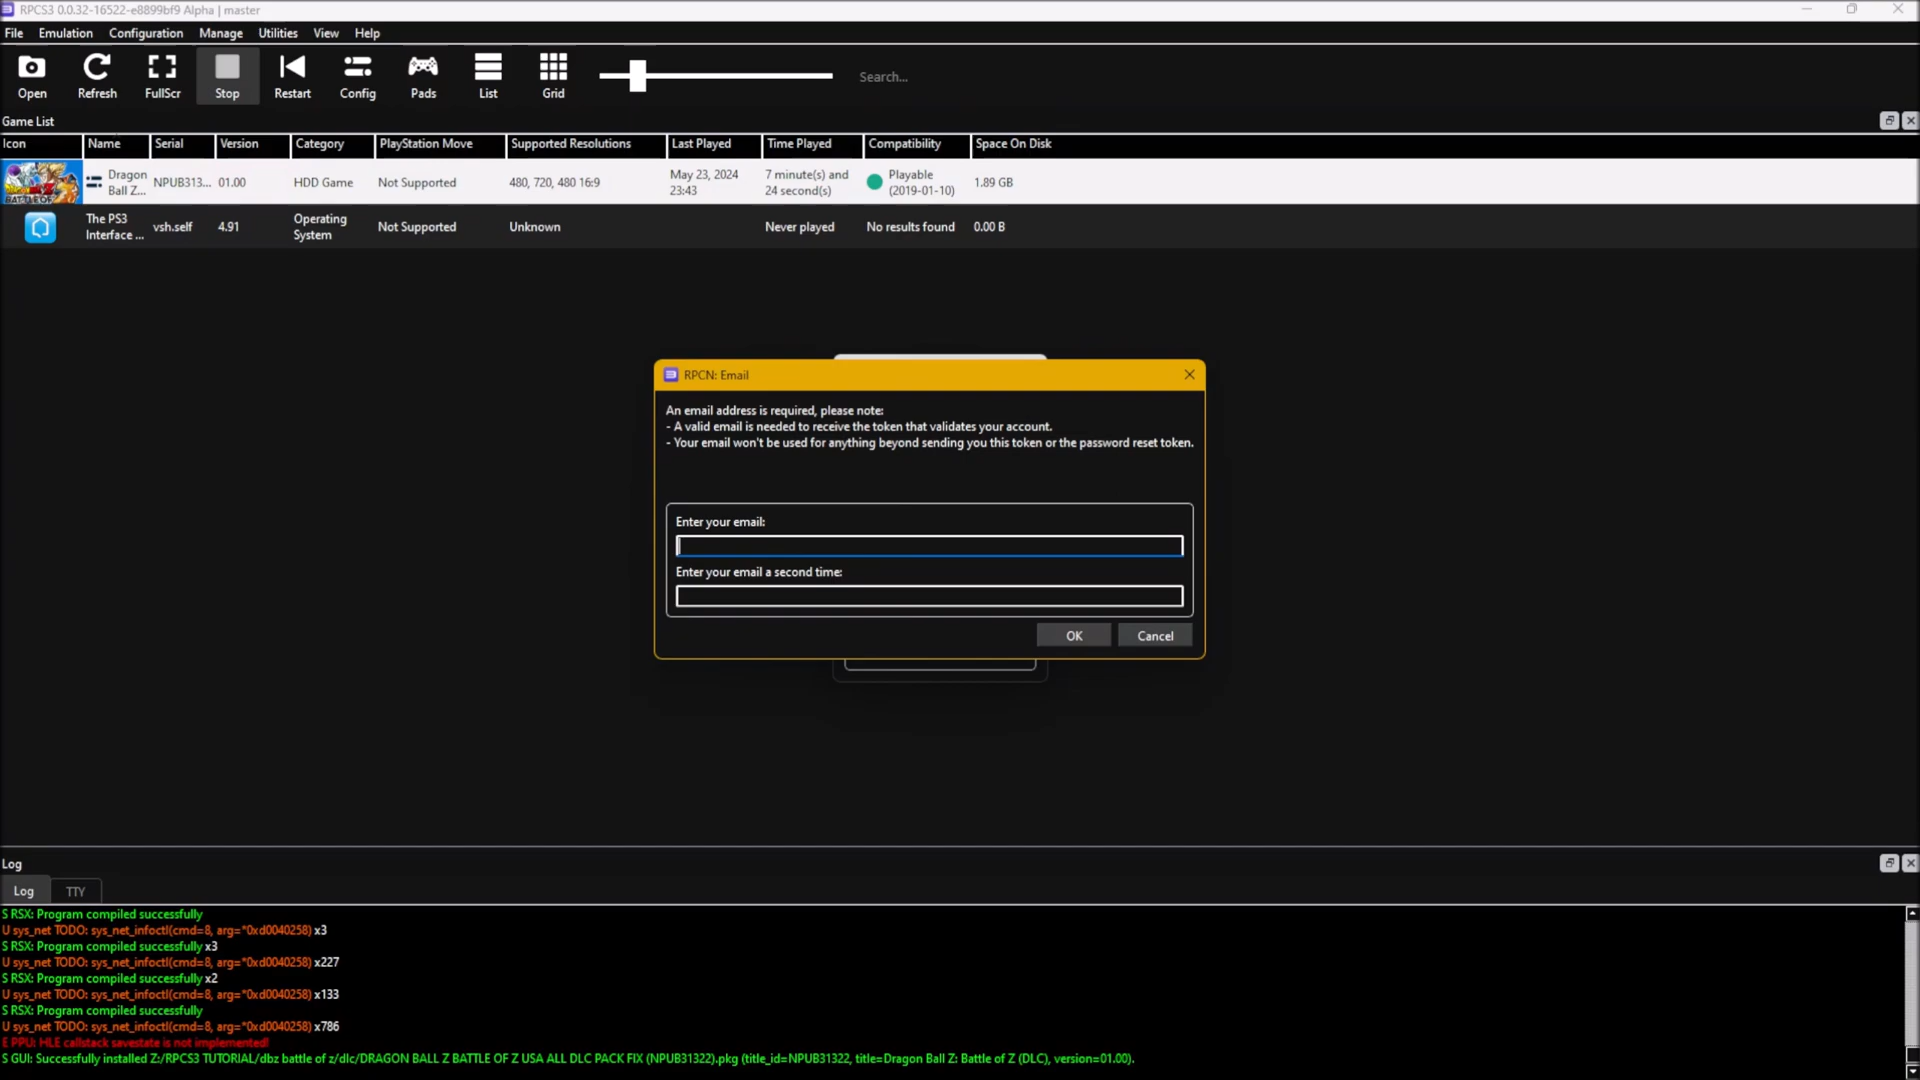 RPCS3 0.0.32-16522-e8899bf9 Alpha | master
File Emulation Configuration Manage Utilities View Help
Open Refresh FullScr Stop Restart Config Pads List Grid Search...
Game List
Icon Name Serial Version Category PlayStation Move Supported Resolutions Last Played Time Played Compatibility Space On Disk
Dragon Ball Z... NPUB313... 01.00 HDD Game Not Supported 480, 720, 480 16:9 May 23, 2024 23:43 7 minute(s) and 24 second(s) Playable (2019-01-10) 1.89 GB
The PS3 Interface ... vsh.self 4.91 Operating System Not Supported Unknown Never played No results found 0.00 B
RPCN: Email
An email address is required, please note:
- A valid email is needed to receive the token that validates your account.
- Your email won't be used for anything beyond sending you this token or the password reset token.
Enter your email:
Enter your email a second time:
OK Cancel
Log
Log TTY
S RSX: Program compiled successfully
U sys_net TODO: sys_net_infoctl(cmd=8, arg=*0xd0040258) x3
S RSX: Program compiled successfully x3
U sys_net TODO: sys_net_infoctl(cmd=8, arg=*0xd0040258) x227
S RSX: Program compiled successfully x2
U sys_net TODO: sys_net_infoctl(cmd=8, arg=*0xd0040258) x133
S RSX: Program compiled successfully
U sys_net TODO: sys_net_infoctl(cmd=8, arg=*0xd0040258) x786
E PPU: HLE callstack savestate is not implemented!
S GUI: Successfully installed Z:/RPCS3 TUTORIAL/dbz battle of z/dlc/DRAGON BALL Z BATTLE OF Z USA ALL DLC PACK FIX (NPUB31322).pkg (title_id=NPUB31322, title=Dragon Ball Z: Battle of Z (DLC), version=01.00).